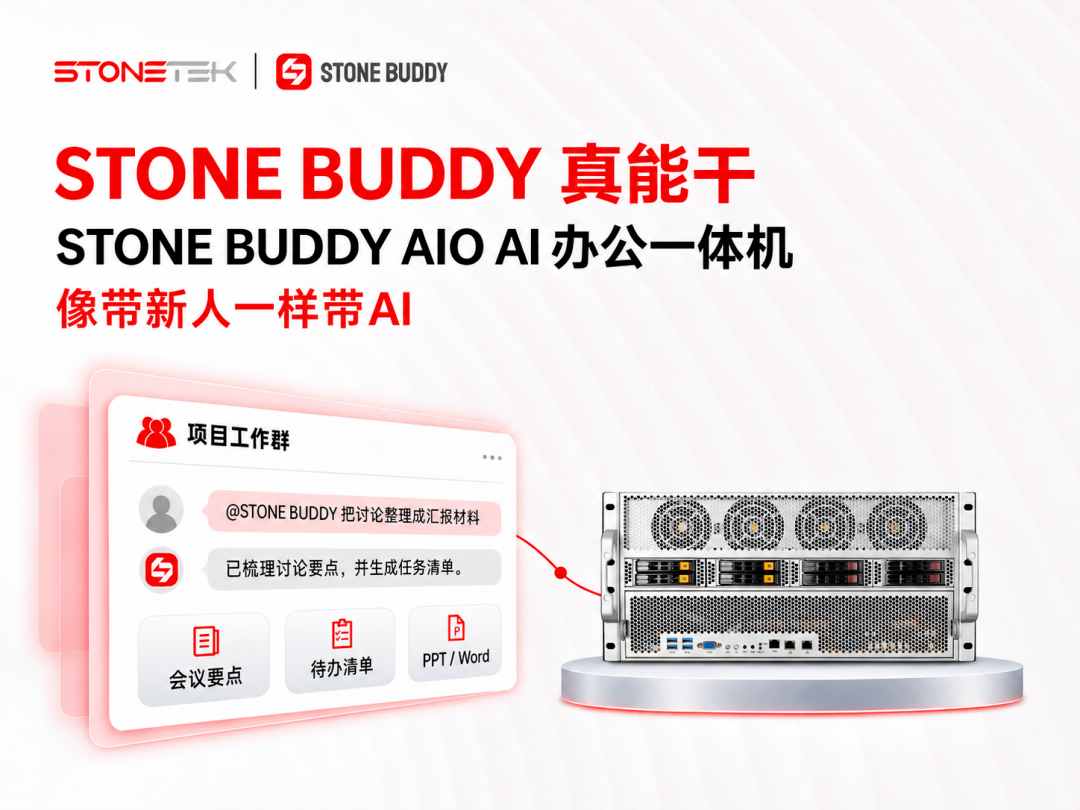 STONETEK | STONE BUDDY
STONE BUDDY 真能干
STONE BUDDY AIO AI 办公一体机
像带新人一样带AI
项目工作群
@STONE BUDDY 把讨论整理成汇报材料
已梳理讨论要点，并生成任务清单。
会议要点
待办清单
P
PPT / Word